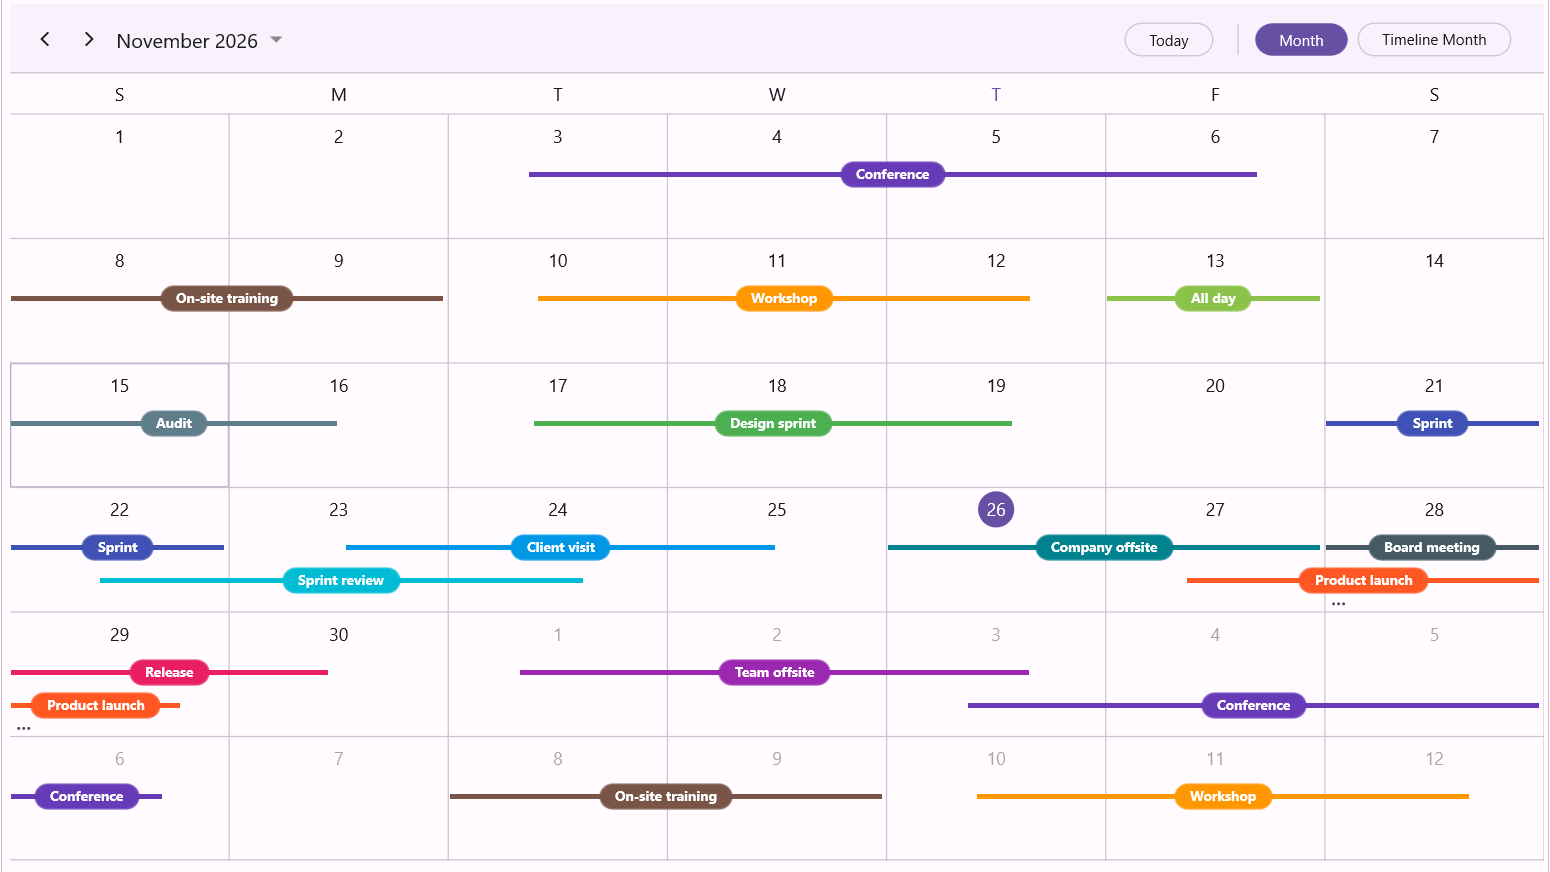 November 2026 Today Month Timeline Month
S M T W T F S
1 2 3 4 5 6 7
Conference
8 9 10 11 12 13 14
On-site training Workshop All day
15 16 17 18 19 20 21
Audit Design sprint Sprint
22 23 24 25 26 27 28
Sprint Client visit Company offsite Board meeting
Sprint review Product launch
...
29 30 1 2 3 4 5
Release Team offsite
Product launch Conference
...
6 7 8 9 10 11 12
Conference On-site training Workshop